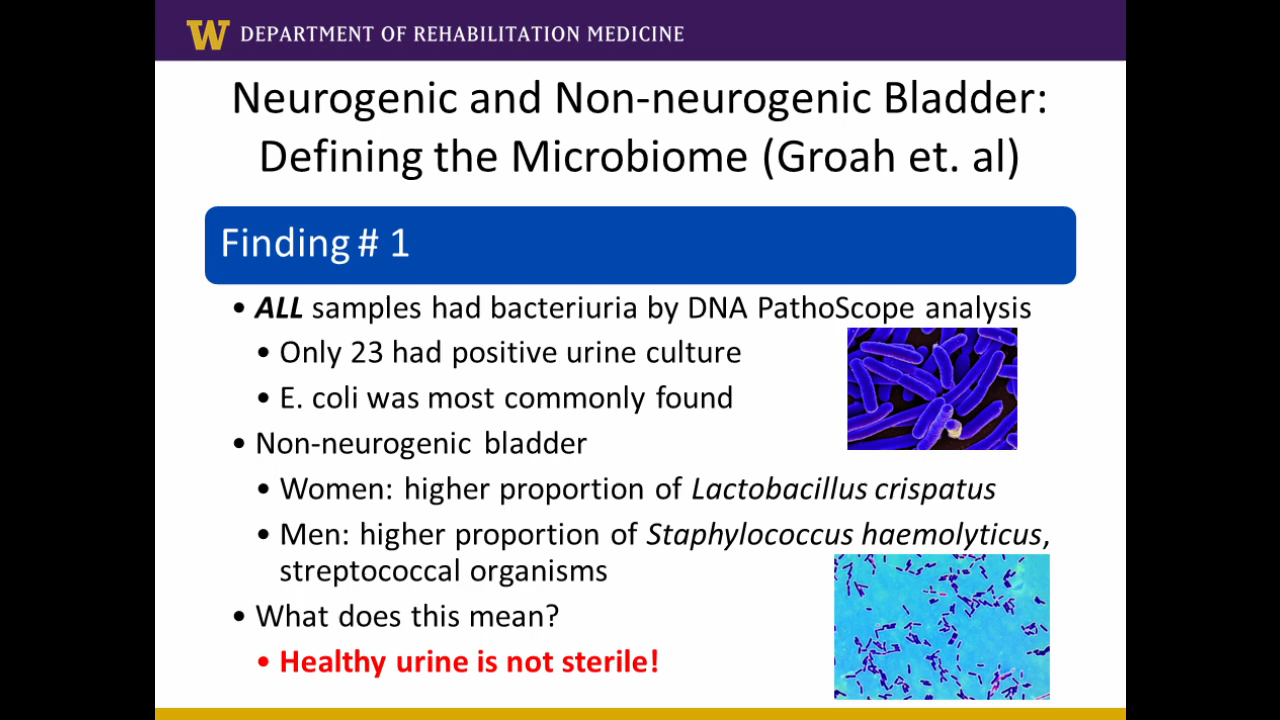 W DEPARTMENT OF REHABILITATION MEDICINE
Neurogenic and Non-neurogenic Bladder:
Defining the Microbiome (Groah et. al)
Finding # 1
• ALL samples had bacteriuria by DNA PathoScope analysis
• Only 23 had positive urine culture
• E. coli was most commonly found
• Non-neurogenic bladder
• Women: higher proportion of Lactobacillus crispatus
• Men: higher proportion of Staphylococcus haemolyticus,
streptococcal organisms
• What does this mean?
• Healthy urine is not sterile!